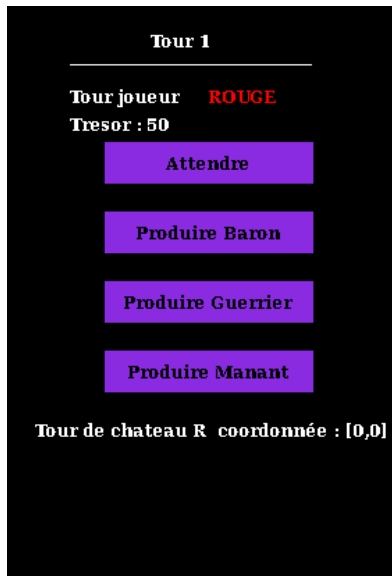 Tour 1
Tour joueur ROUGE
Tresor : 50
Attendre
Produire Baron
Produire Guerrier
Produire Manant
Tour de chateau R coordonnée : [0,0]